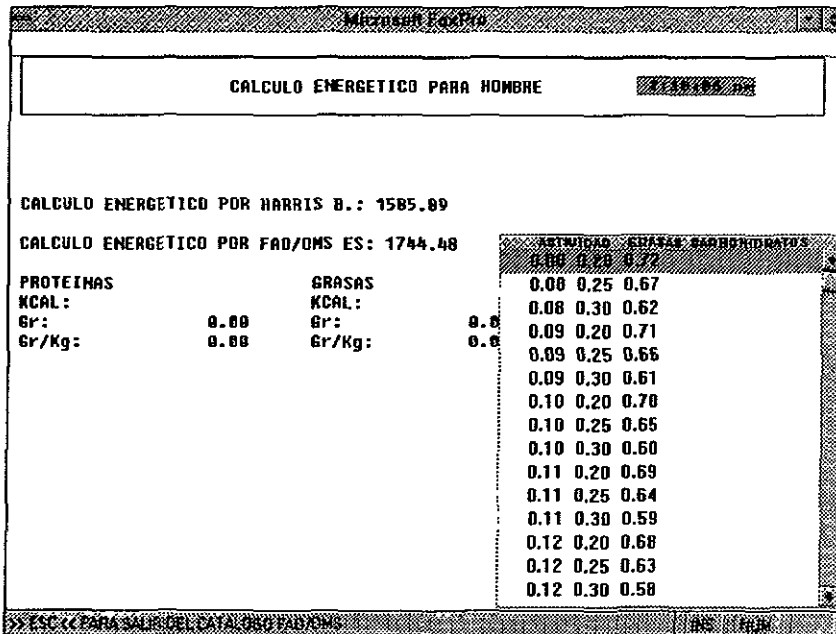 Microsoft FoxPro
CALCULO ENERGETICO PARA HOMBRE
CALCULO ENERGETICO POR HARRIS B.: 1585.89
CALCULO ENERGETICO POR FAO/OMS ES: 1744.48
PROTEINAS GRASAS
KCAL: KCAL:
Gr: 0.00 Gr: 0.0
Gr/Kg: 0.00 Gr/Kg: 0.0
GRASAS CARBOHIDRATOS
0.08 0.20 0.72
0.08 0.25 0.67
0.08 0.30 0.62
0.09 0.20 0.71
0.09 0.25 0.66
0.09 0.30 0.61
0.10 0.20 0.70
0.10 0.25 0.65
0.10 0.30 0.60
0.11 0.20 0.69
0.11 0.25 0.64
0.11 0.30 0.59
0.12 0.20 0.68
0.12 0.25 0.63
0.12 0.30 0.58
>> ESC << PARA SALIR DEL CATALOGO FAO/OMS INS NUM